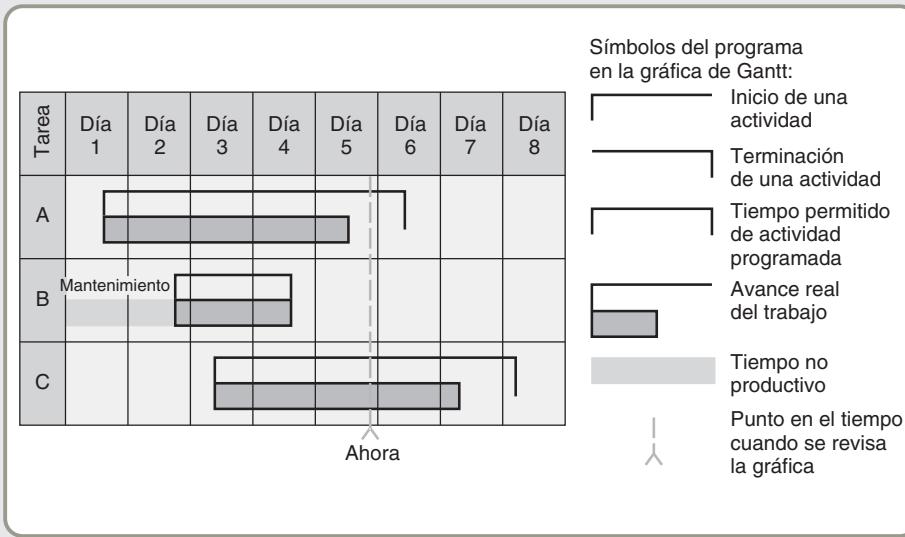 Tarea
Día 1
Día 2
Día 3
Día 4
Día 5
Día 6
Día 7
Día 8
A
B
Mantenimiento
C
Ahora
Símbolos del programa
en la gráfica de Gantt:
Inicio de una
actividad
Terminación
de una actividad
Tiempo permitido
de actividad
programada
Avance real
del trabajo
Tiempo no
productivo
Punto en el tiempo
cuando se revisa
la gráfica